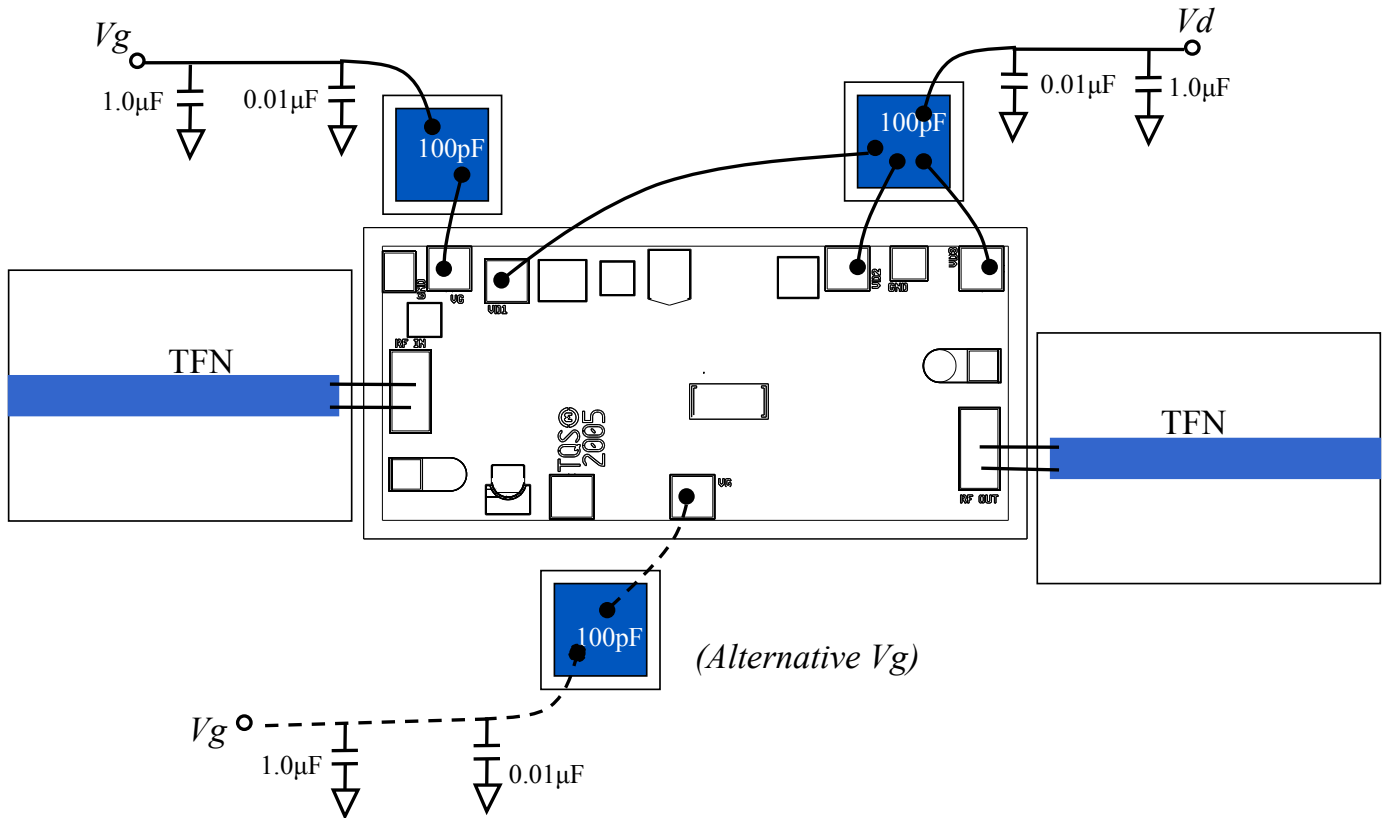 Vg
Vd
1.0µF
0.01µF
0.01µF
1.0µF
100pF
100pF
GND
VG
VD1
VD2
GND
VD3
RF IN
TFN
TFN
TQS® 2005
VG
RF OUT
100pF
(Alternative Vg)
Vg
1.0µF
0.01µF